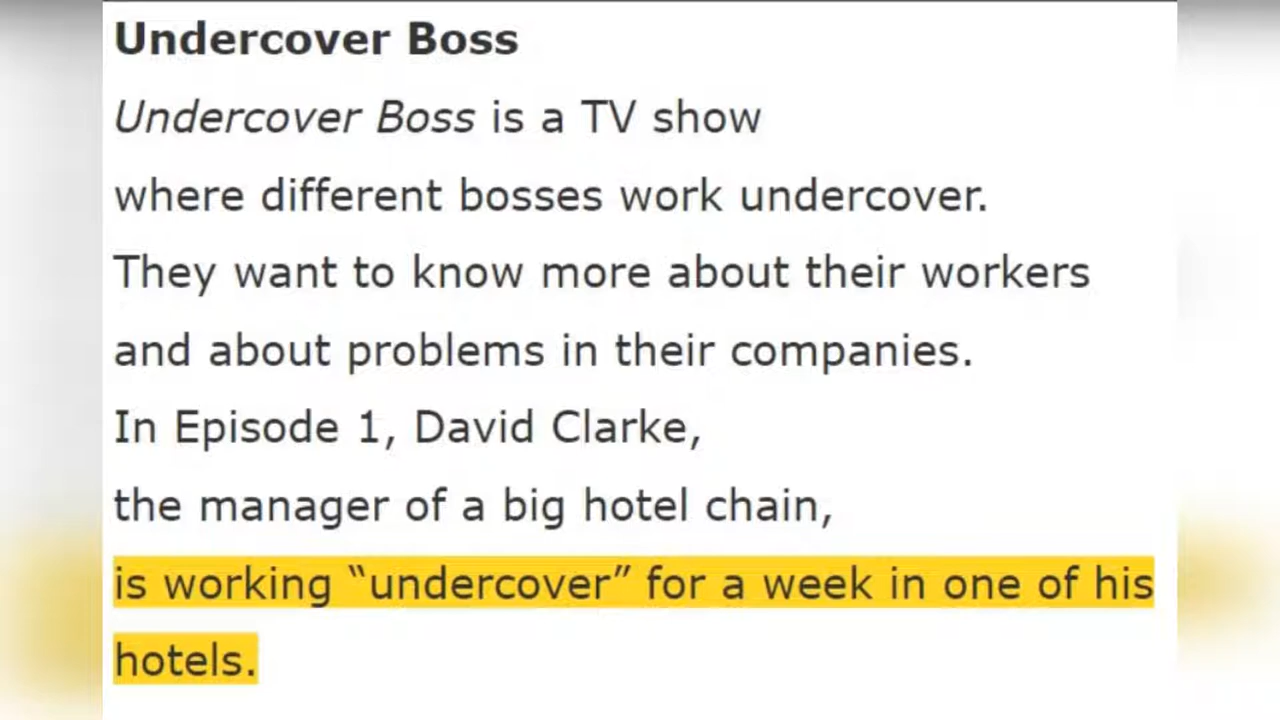 Undercover Boss
Undercover Boss is a TV show
where different bosses work undercover.
They want to know more about their workers
and about problems in their companies.
In Episode 1, David Clarke,
the manager of a big hotel chain,
is working “undercover” for a week in one of his
hotels.